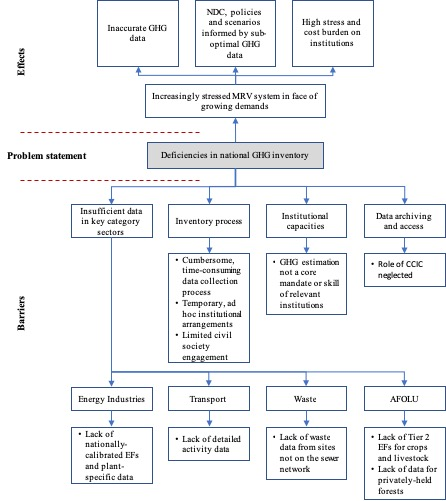 Effects
Inaccurate GHG
data
NDC, policies
and scenarios
informed by sub-
optimal GHG
data
High stress and
cost burden on
institutions
Increasingly stressed MRV system in face of
growing demands
Problem statement
Deficiencies in national GHG inventory
Barriers
Insufficient data
in key category
sectors
Inventory process
Institutional
capacities
Data archiving
and access
• Cumbersome,
time-consuming
data collection
process
• Temporary, ad
hoc institutional
arrangements
• Limited civil
society
engagement
• GHG estimation
not a core
mandate or skill
of relevant
institutions
• Role of CCIC
neglected
Energy Industries
Transport
Waste
AFOLU
• Lack of
nationally-
calibrated EFs
and plant-
specific data
• Lack of detailed
activity data
• Lack of waste
data from sites
not on the sewer
network
• Lack of Tier 2
EFs for crops
and livestock
• Lack of data for
privately-held
forests